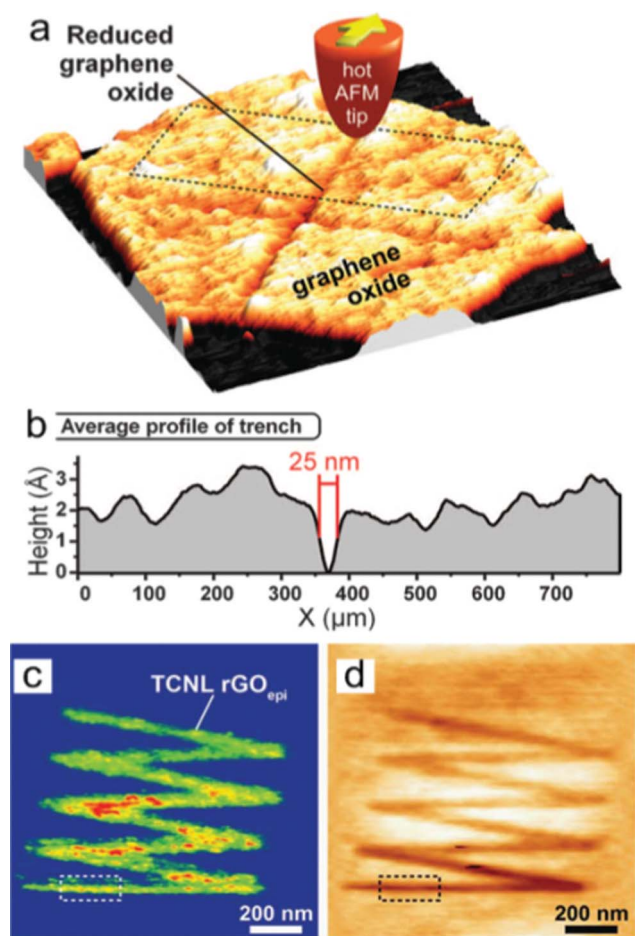 a
Reduced
graphene
oxide
hot
AFM
tip
graphene
oxide
b
Average profile of trench
25 nm
Height (Å)
3
2
1
0
0 100 200 300 400 500 600 700
X (µm)
c
TCNL rGOepi
200 nm
d
200 nm